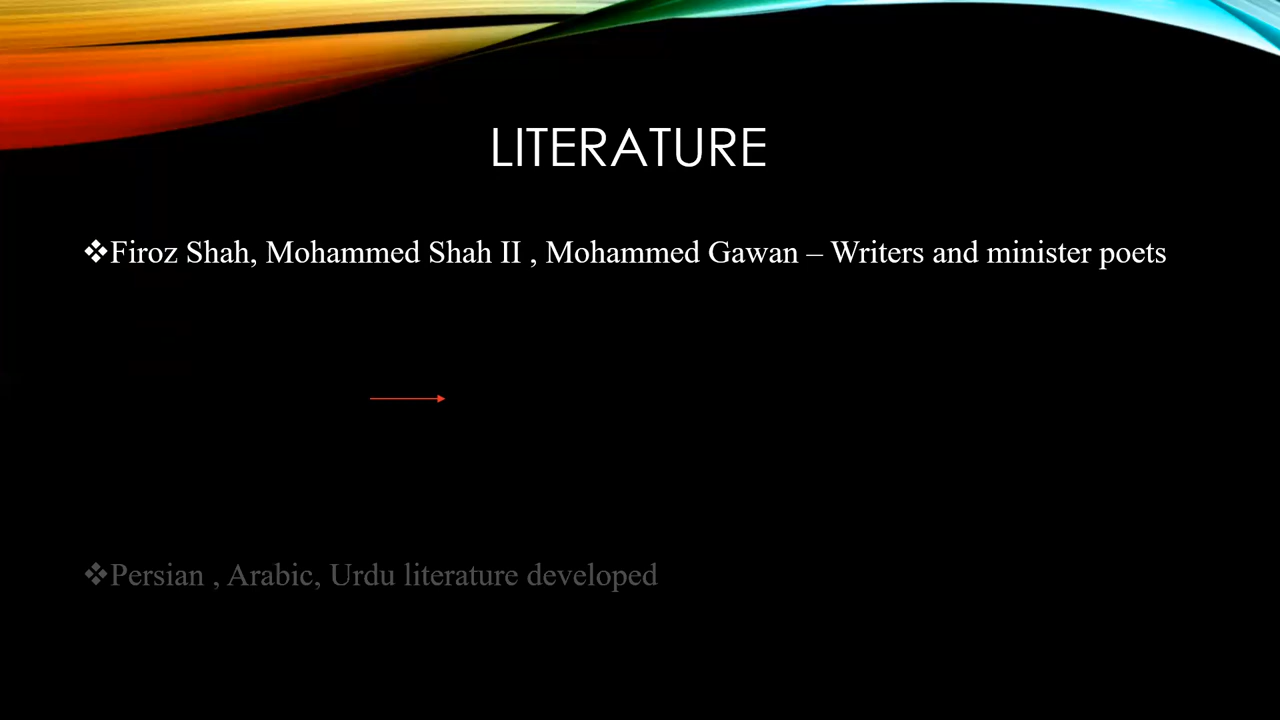 LITERATURE
❖Firoz Shah, Mohammed Shah II , Mohammed Gawan – Writers and minister poets
❖Persian , Arabic, Urdu literature developed